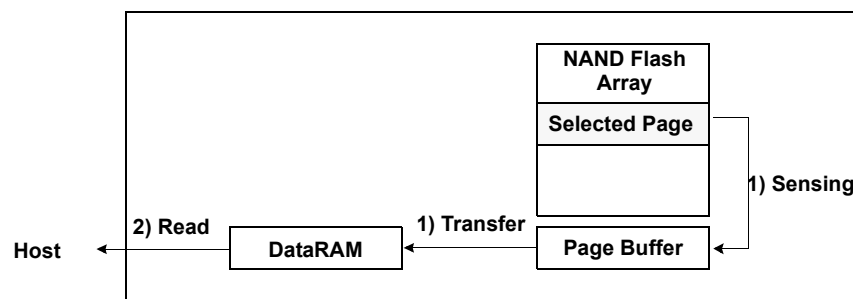 NAND Flash
Array
Selected Page
1) Sensing
2) Read
1) Transfer
Host
DataRAM
Page Buffer